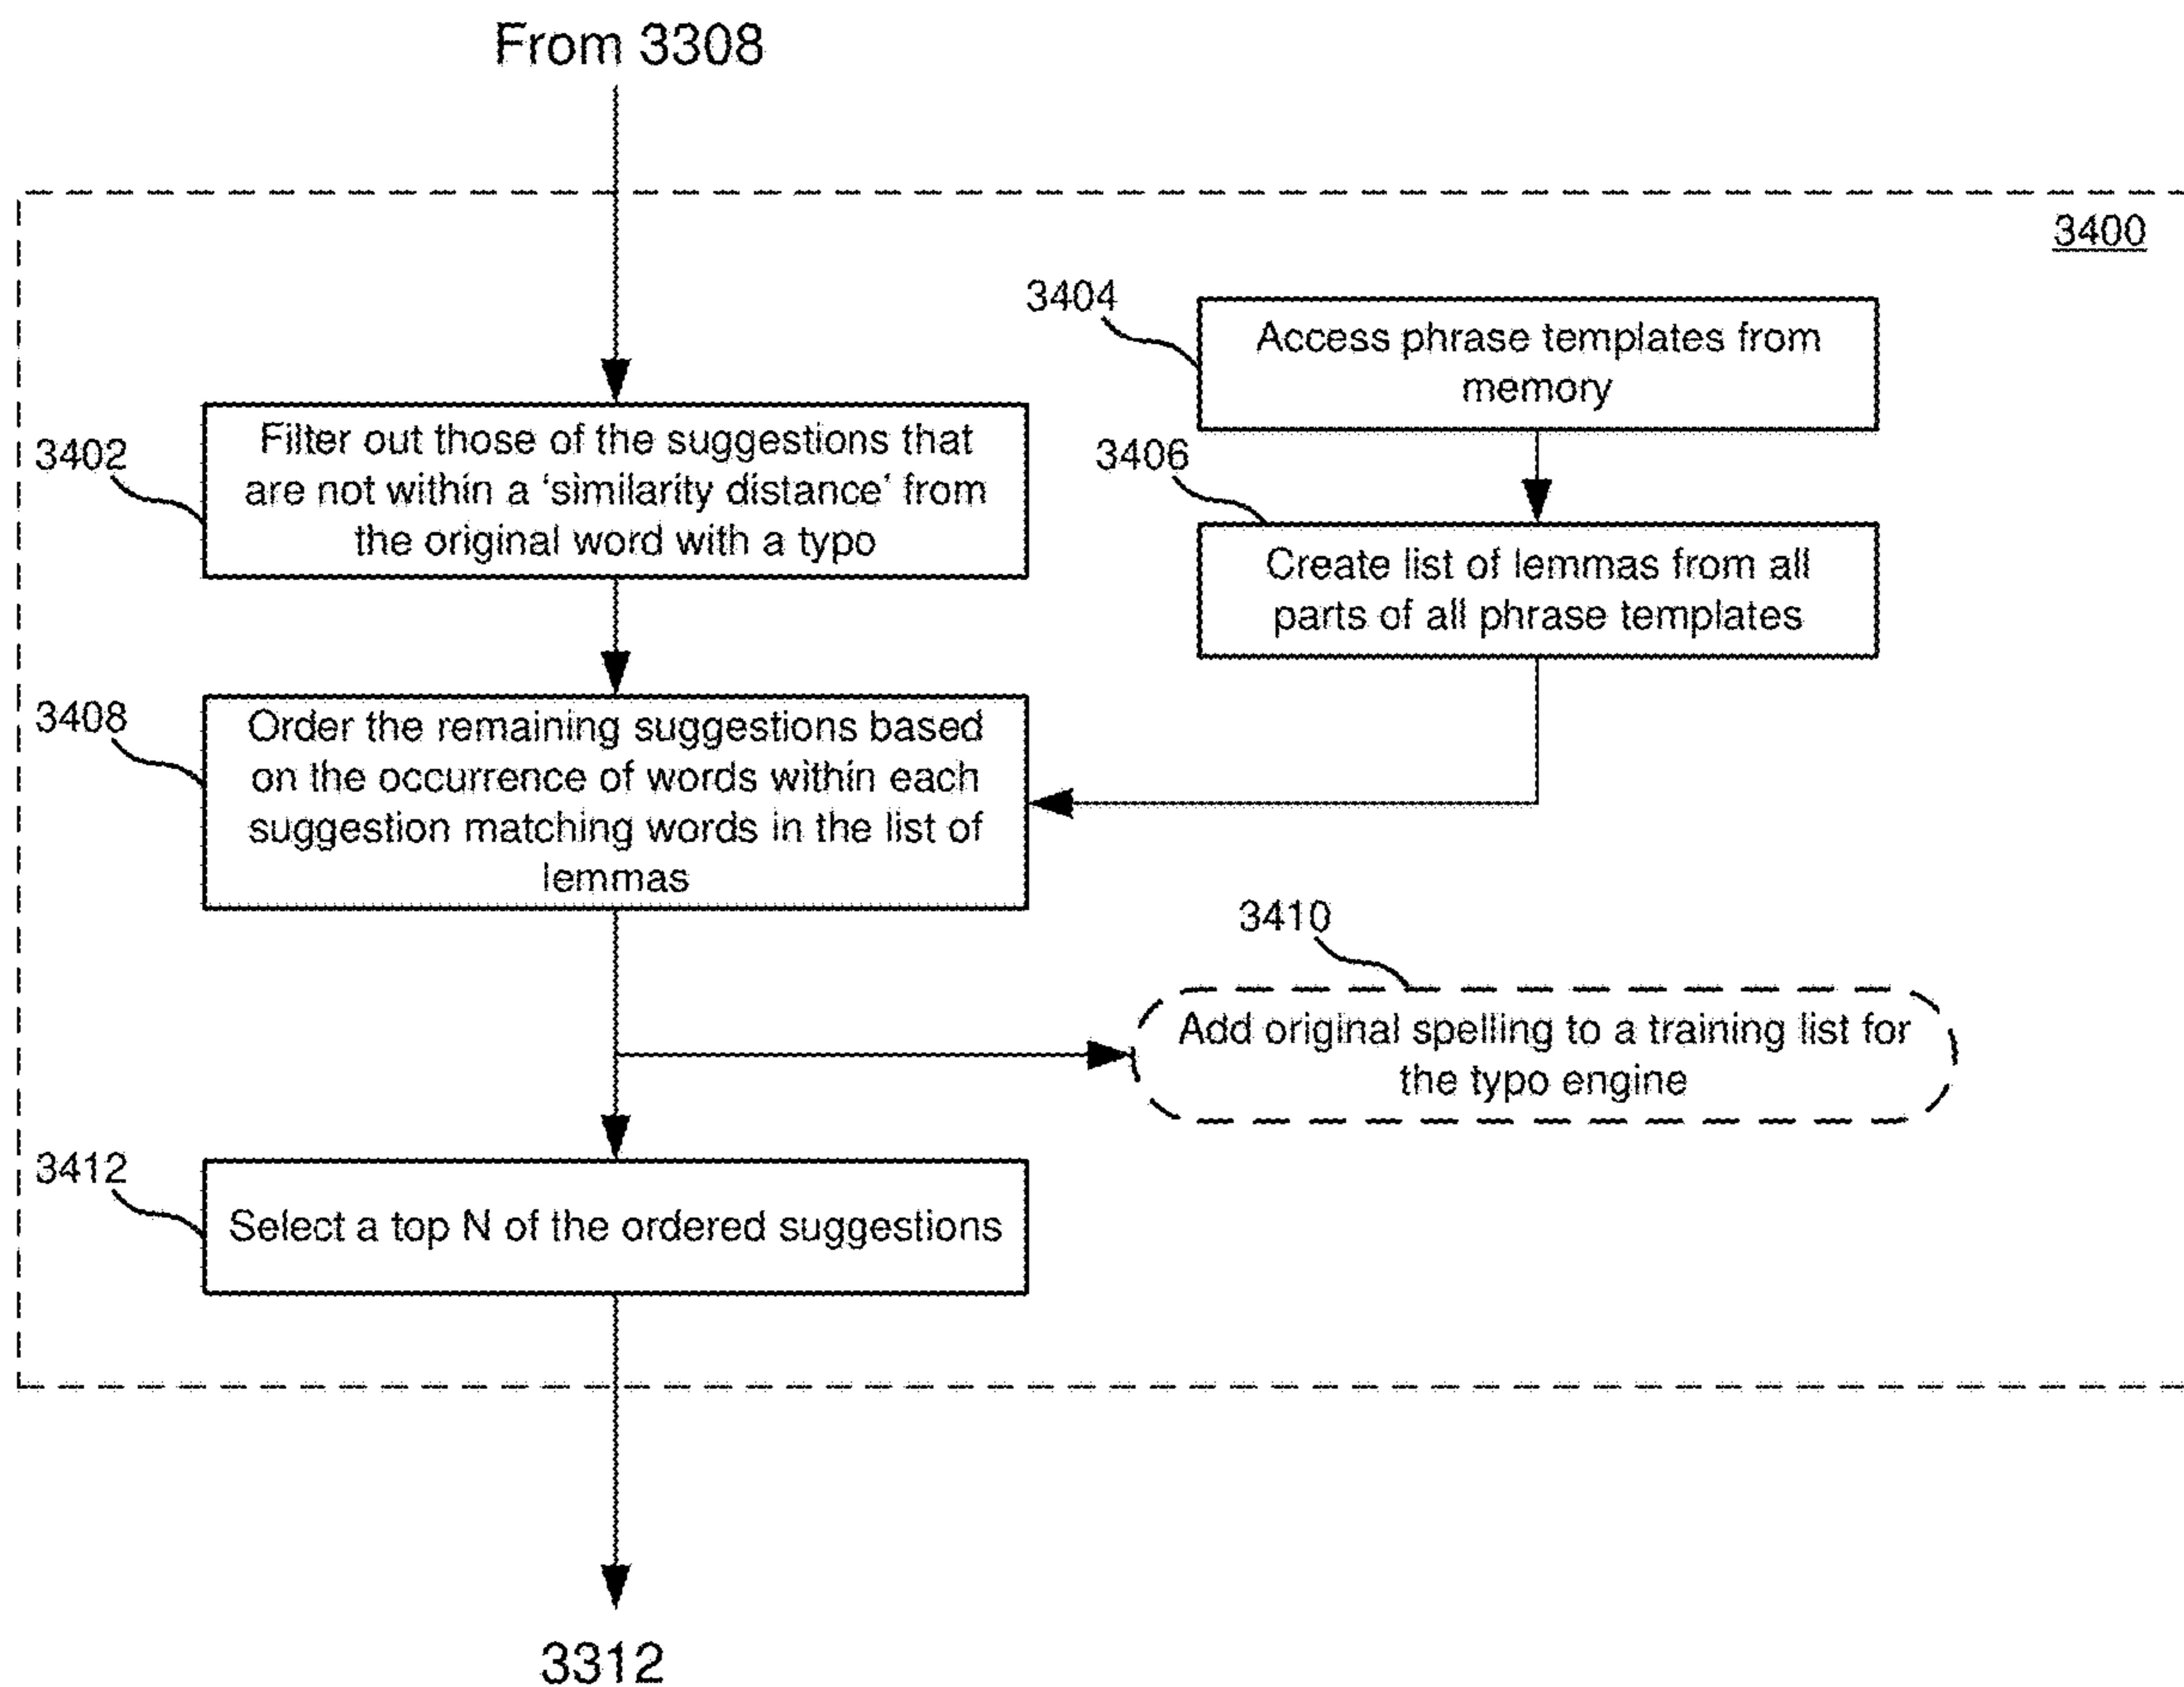 From 3308
3400
3404
Access phrase templates from
memory
3402
Filter out those of the suggestions that
are not within a ‘similarity distance’ from
the original word with a typo
3406
Create list of lemmas from all
parts of all phrase templates
3408
Order the remaining suggestions based
on the occurrence of words within each
suggestion matching words in the list of
lemmas
3410
Add original spelling to a training list for
the typo engine
3412
Select a top N of the ordered suggestions
3312